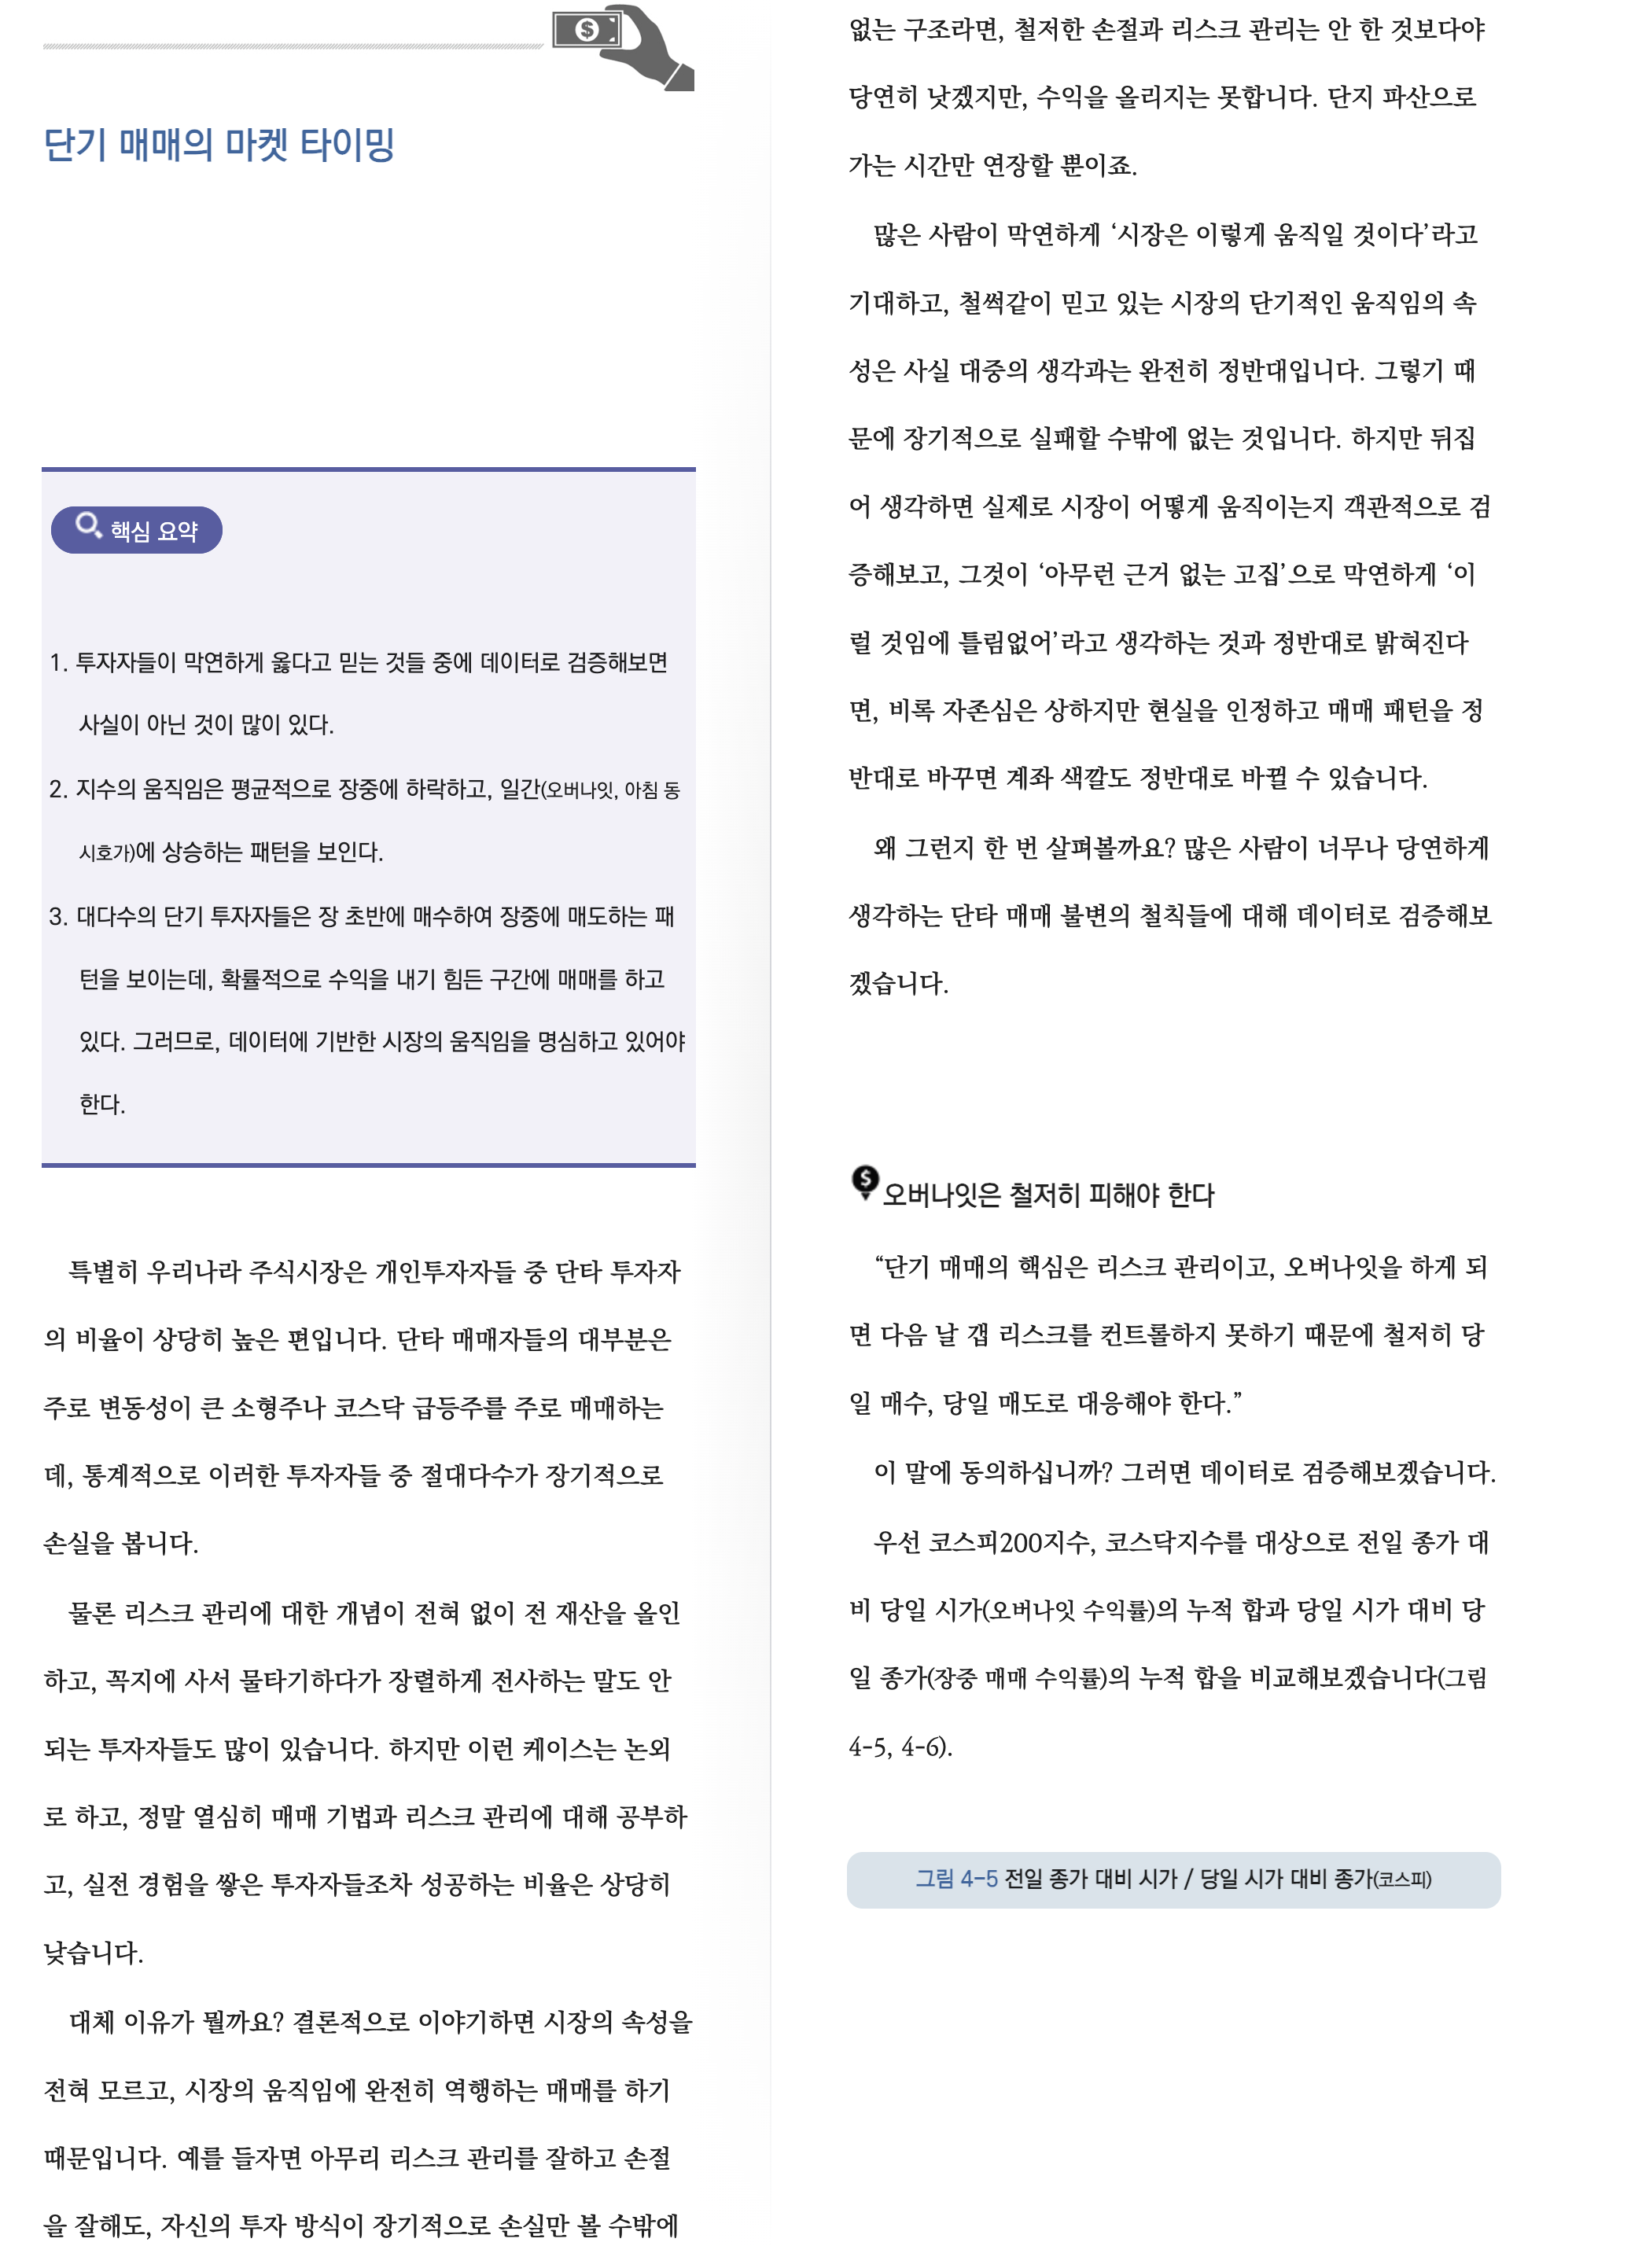 단기 매매의 마켓 타이밍
핵심 요약
1. 투자자들이 막연하게 옳다고 믿는 것들 중에 데이터로 검증해보면
사실이 아닌 것이 많이 있다.
2. 지수의 움직임은 평균적으로 장중에 하락하고, 일간(오버나잇, 아침 동
시호가)에 상승하는 패턴을 보인다.
3. 대다수의 단기 투자자들은 장 초반에 매수하여 장중에 매도하는 패
턴을 보이는데, 확률적으로 수익을 내기 힘든 구간에 매매를 하고
있다. 그러므로, 데이터에 기반한 시장의 움직임을 명심하고 있어야
한다.
특별히 우리나라 주식시장은 개인투자자들 중 단타 투자자
의 비율이 상당히 높은 편입니다. 단타 매매자들의 대부분은
주로 변동성이 큰 소형주나 코스닥 급등주를 주로 매매하는
데, 통계적으로 이러한 투자자들 중 절대다수가 장기적으로
손실을 봅니다.
물론 리스크 관리에 대한 개념이 전혀 없이 전 재산을 올인
하고, 꼭지에 사서 물타기하다가 장렬하게 전사하는 말도 안
되는 투자자들도 많이 있습니다. 하지만 이런 케이스는 논외
로 하고, 정말 열심히 매매 기법과 리스크 관리에 대해 공부하
고, 실전 경험을 쌓은 투자자들조차 성공하는 비율은 상당히
낮습니다.
대체 이유가 뭘까요? 결론적으로 이야기하면 시장의 속성을
전혀 모르고, 시장의 움직임에 완전히 역행하는 매매를 하기
때문입니다. 예를 들자면 아무리 리스크 관리를 잘하고 손절
을 잘해도, 자신의 투자 방식이 장기적으로 손실만 볼 수밖에
없는 구조라면, 철저한 손절과 리스크 관리는 안 한 것보다야
당연히 낫겠지만, 수익을 올리지는 못합니다. 단지 파산으로
가는 시간만 연장할 뿐이죠.
많은 사람이 막연하게 ‘시장은 이렇게 움직일 것이다’라고
기대하고, 철썩같이 믿고 있는 시장의 단기적인 움직임의 속
성은 사실 대중의 생각과는 완전히 정반대입니다. 그렇기 때
문에 장기적으로 실패할 수밖에 없는 것입니다. 하지만 뒤집
어 생각하면 실제로 시장이 어떻게 움직이는지 객관적으로 검
증해보고, 그것이 ‘아무런 근거 없는 고집’으로 막연하게 ‘이
럴 것임에 틀림없어’라고 생각하는 것과 정반대로 밝혀진다
면, 비록 자존심은 상하지만 현실을 인정하고 매매 패턴을 정
반대로 바꾸면 계좌 색깔도 정반대로 바뀔 수 있습니다.
왜 그런지 한 번 살펴볼까요? 많은 사람이 너무나 당연하게
생각하는 단타 매매 불변의 철칙들에 대해 데이터로 검증해보
겠습니다.
오버나잇은 철저히 피해야 한다
“단기 매매의 핵심은 리스크 관리이고, 오버나잇을 하게 되
면 다음 날 갭 리스크를 컨트롤하지 못하기 때문에 철저히 당
일 매수, 당일 매도로 대응해야 한다.”
이 말에 동의하십니까? 그러면 데이터로 검증해보겠습니다.
우선 코스피200지수, 코스닥지수를 대상으로 전일 종가 대
비 당일 시가(오버나잇 수익률)의 누적 합과 당일 시가 대비 당
일 종가(장중 매매 수익률)의 누적 합을 비교해보겠습니다(그림
4-5, 4-6).
그림 4-5 전일 종가 대비 시가 / 당일 시가 대비 종가(코스피)